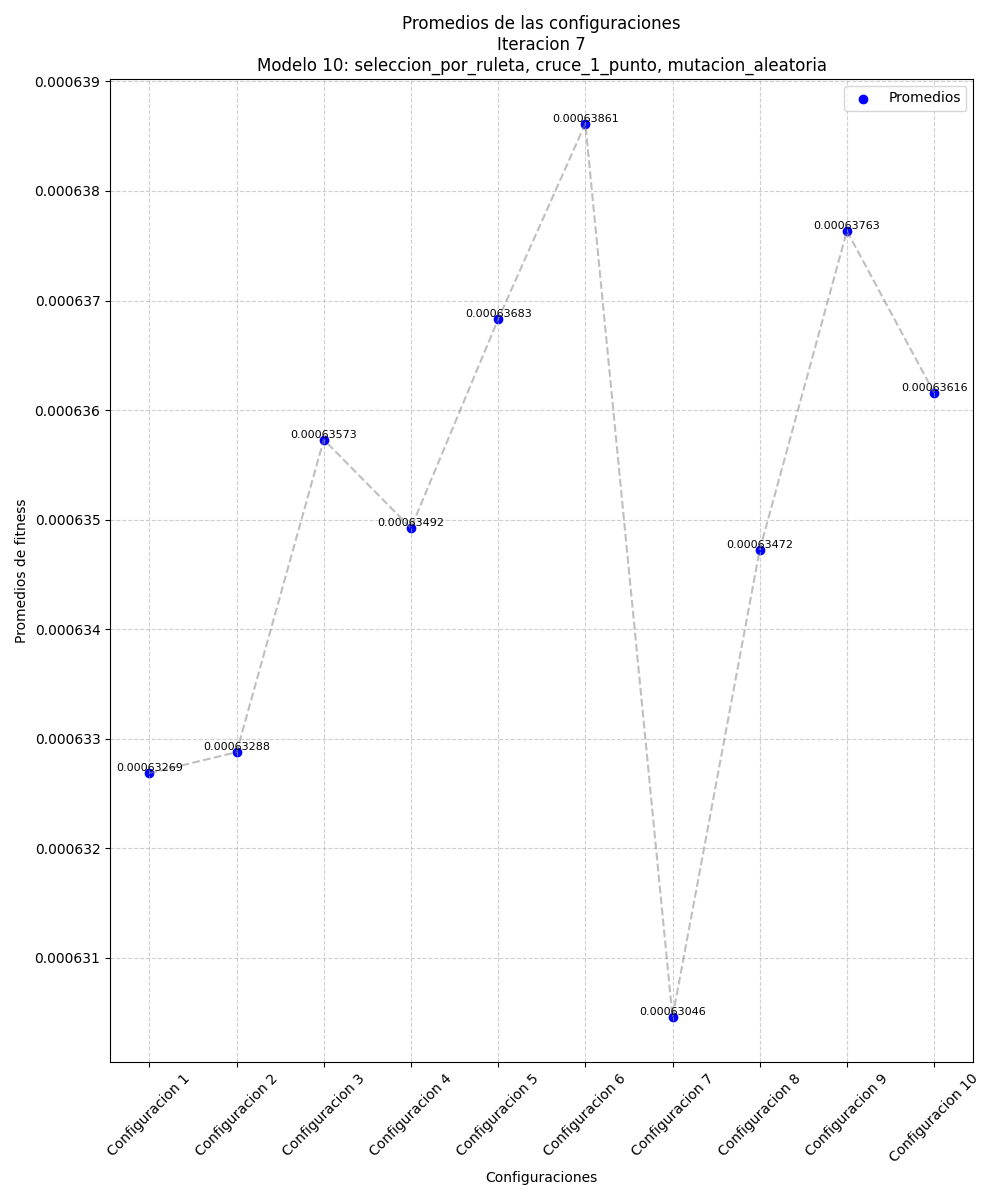 Promedios de las configuraciones
Iteracion 7
Modelo 10: seleccion_por_ruleta, cruce_1_punto, mutacion_aleatoria
0.000639
0.000638
0.000637
0.000636
0.000635
0.000634
0.000633
0.000632
0.000631
Promedios de fitness
Promedios
0.00063269
0.00063288
0.00063573
0.00063492
0.00063683
0.00063861
0.00063046
0.00063472
0.00063763
0.00063616
Configuracion 1
Configuracion 2
Configuracion 3
Configuracion 4
Configuracion 5
Configuracion 6
Configuracion 7
Configuracion 8
Configuracion 9
Configuracion 10
Configuraciones